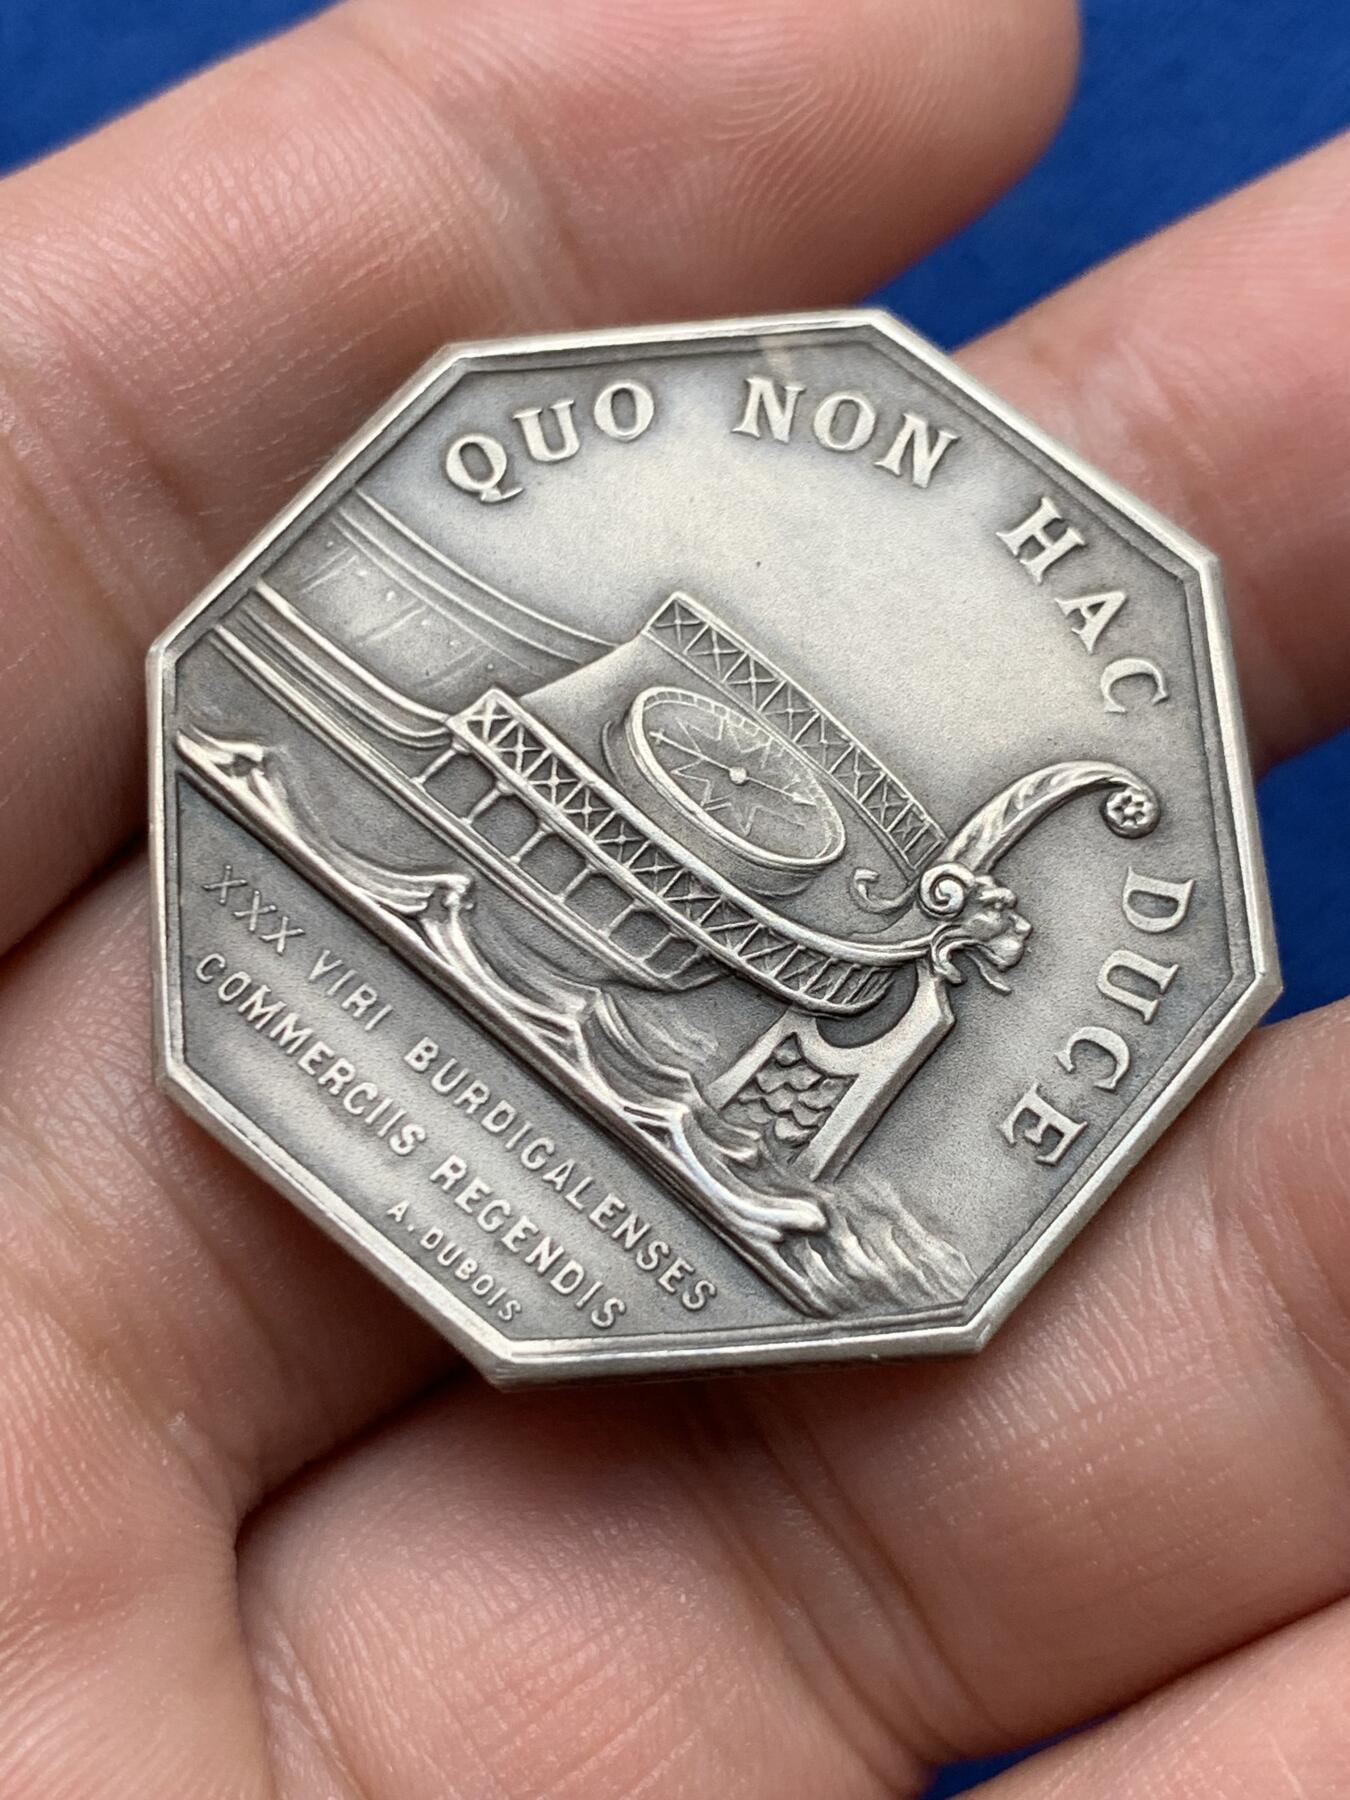 QUO NON HAC DUCE
XXX VIRI BURDIGALENSES
COMMERCIIS REGENDIS
A. DUBOIS